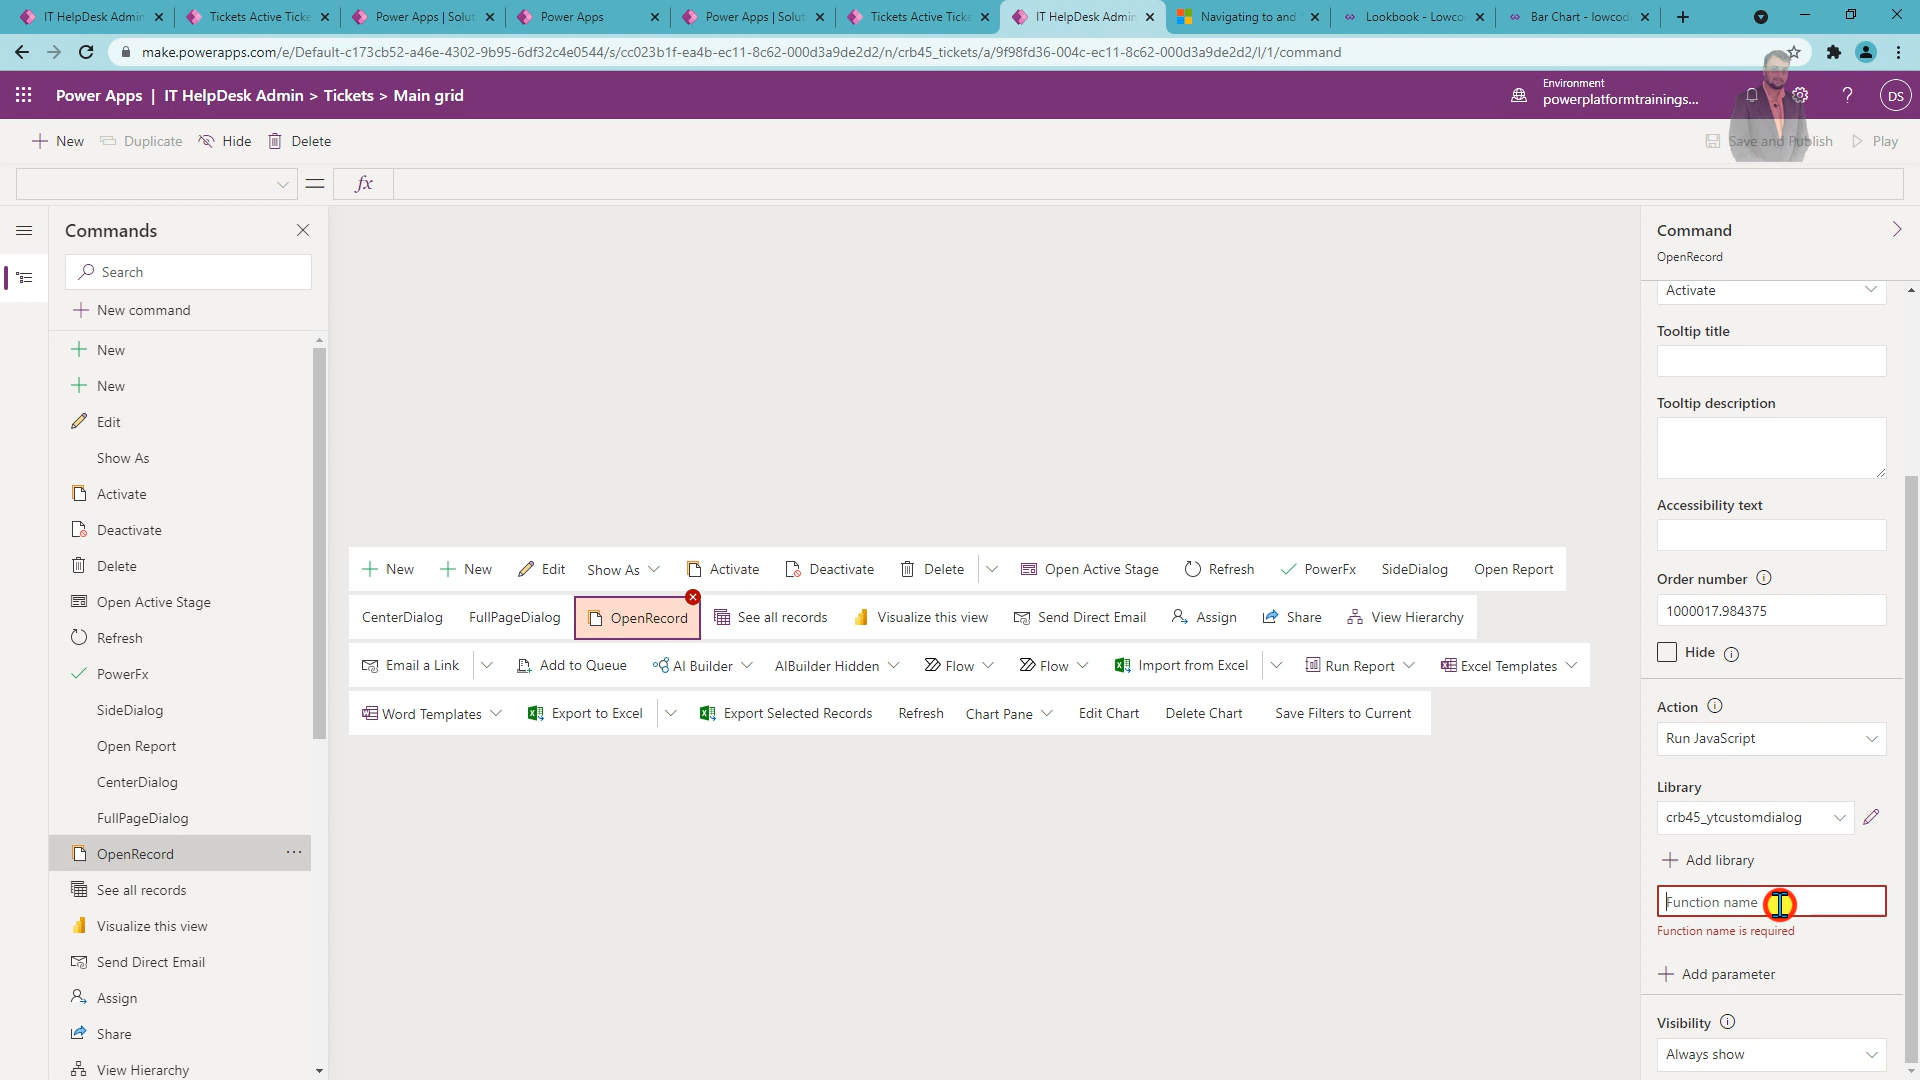 IT HelpDesk Admin
Tickets Active Ticke
Power Apps | Solut
Power Apps
Power Apps | Solut
Tickets Active Ticke
IT HelpDesk Admin
Navigating to and
Lookbook - Lowco
Bar Chart - lowcod
make.powerapps.com/e/Default-c173cb52-a46e-4302-9b95-6df32c4e0544/s/cc023b1f-ea4b-ec11-8c62-000d3a9de2d2/n/crb45_tickets/a/9f98fd36-004c-ec11-8c62-000d3a9de2d2/l/1/command
Power Apps | IT HelpDesk Admin > Tickets > Main grid
Environment
powerplatformtrainings...
?
DS
New
Duplicate
Hide
Delete
Save and Publish
Play
= fx
Commands
Search
New command
New
New
Edit
Show As
Activate
Deactivate
Delete
Open Active Stage
Refresh
PowerFx
SideDialog
Open Report
CenterDialog
FullPageDialog
OpenRecord ...
See all records
Visualize this view
Send Direct Email
Assign
Share
View Hierarchy
New New Edit Show As Activate Deactivate Delete Open Active Stage Refresh PowerFx SideDialog Open Report
CenterDialog FullPageDialog OpenRecord See all records Visualize this view Send Direct Email Assign Share View Hierarchy
Email a Link Add to Queue AI Builder AIBuilder Hidden Flow Flow Import from Excel Run Report Excel Templates
Word Templates Export to Excel Export Selected Records Refresh Chart Pane Edit Chart Delete Chart Save Filters to Current
Command
OpenRecord
Activate
Tooltip title
Tooltip description
Accessibility text
Order number
1000017.984375
Hide
Action
Run JavaScript
Library
crb45_ytcustomdialog
Add library
Function name
Function name is required
Add parameter
Visibility
Always show